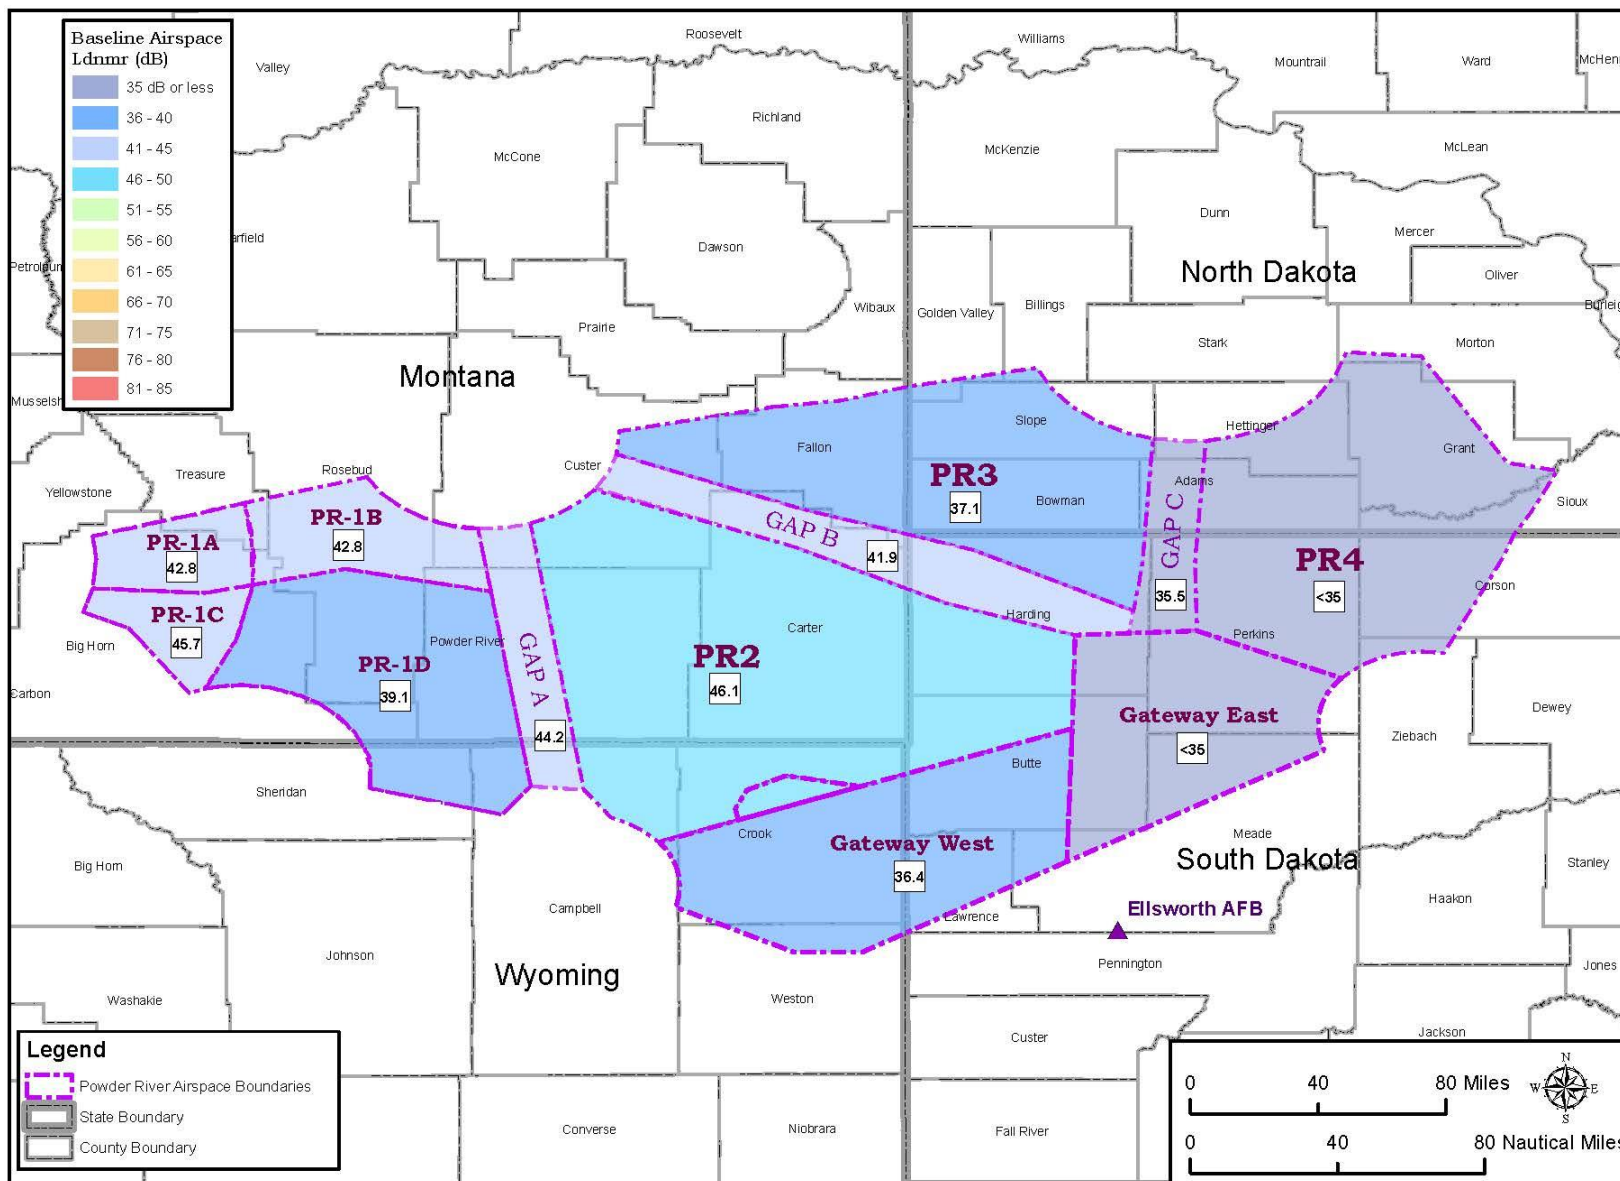 Baseline Airspace
Ldnmr (dB)
35 dB or less
36 - 40
41 - 45
46 - 50
51 - 55
56 - 60
61 - 65
66 - 70
71 - 75
76 - 80
81 - 85
Roosevelt
Williams
Mountrail
Ward
McHen
Valley
Richland
McCone
McKenzie
McLean
Dunn
Mercer
arfield
Dawson
Petroleum
North Dakota
Oliver
Burleig
Wibaux
Golden Valley
Billings
Prairie
Stark
Morton
Montana
Musselsh
Slope
Hettinger
Fallon
Grant
Treasure
Rosebud
Custer
PR3
Adams
Yellowstone
Bowman
Sioux
37.1
PR-1B
GAP B
GAP C
PR-1A
42.8
41.9
PR4
42.8
Corson
35.5
<35
PR-1C
Harding
Carter
Perkins
Big Horn
45.7
Powder River
PR-1D
GAP A
PR2
39.1
46.1
Carbon
Gateway East
Dewey
44.2
<35
Ziebach
Butte
Sheridan
Crook
Gateway West
Meade
South Dakota
Big Horn
36.4
Stanley
Campbell
Lawrence
Ellsworth AFB
Haakon
Johnson
Wyoming
Pennington
Jones
Washakie
Weston
Custer
Jackson
Legend
Powder River Airspace Boundaries
State Boundary
County Boundary
Converse
Niobrara
Fall River
0 40 80 Miles
0 40 80 Nautical Miles
N
W E
S